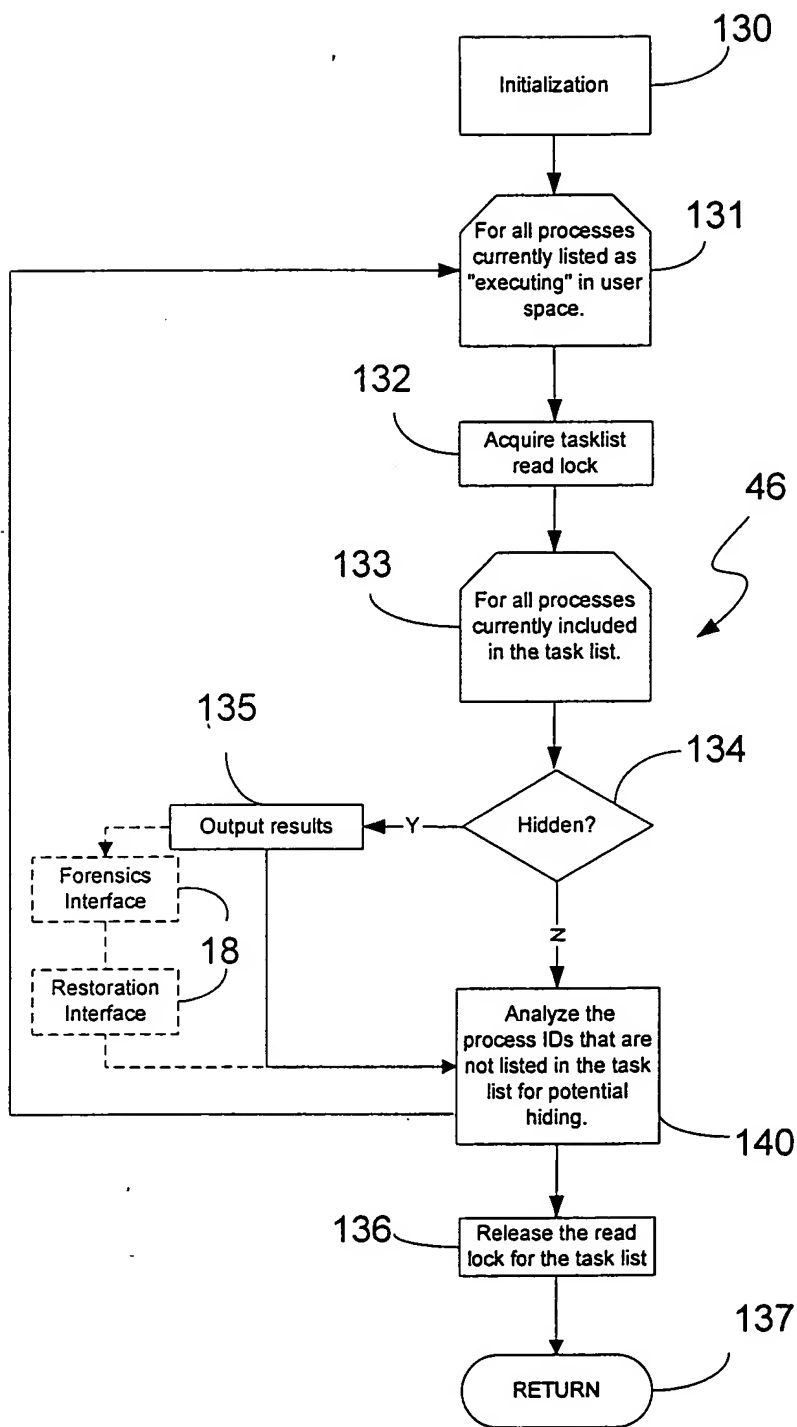 130
Initialization
131
For all processes
currently listed as
"executing" in user
space.
132
Acquire tasklist
read lock
46
133
For all processes
currently included
in the task list.
135
134
Output results
Y
Hidden?
Forensics
Interface
18
N
Restoration
Interface
Analyze the
process IDs that are
not listed in the task
list for potential
hiding.
140
136
Release the read
lock for the task list
137
RETURN